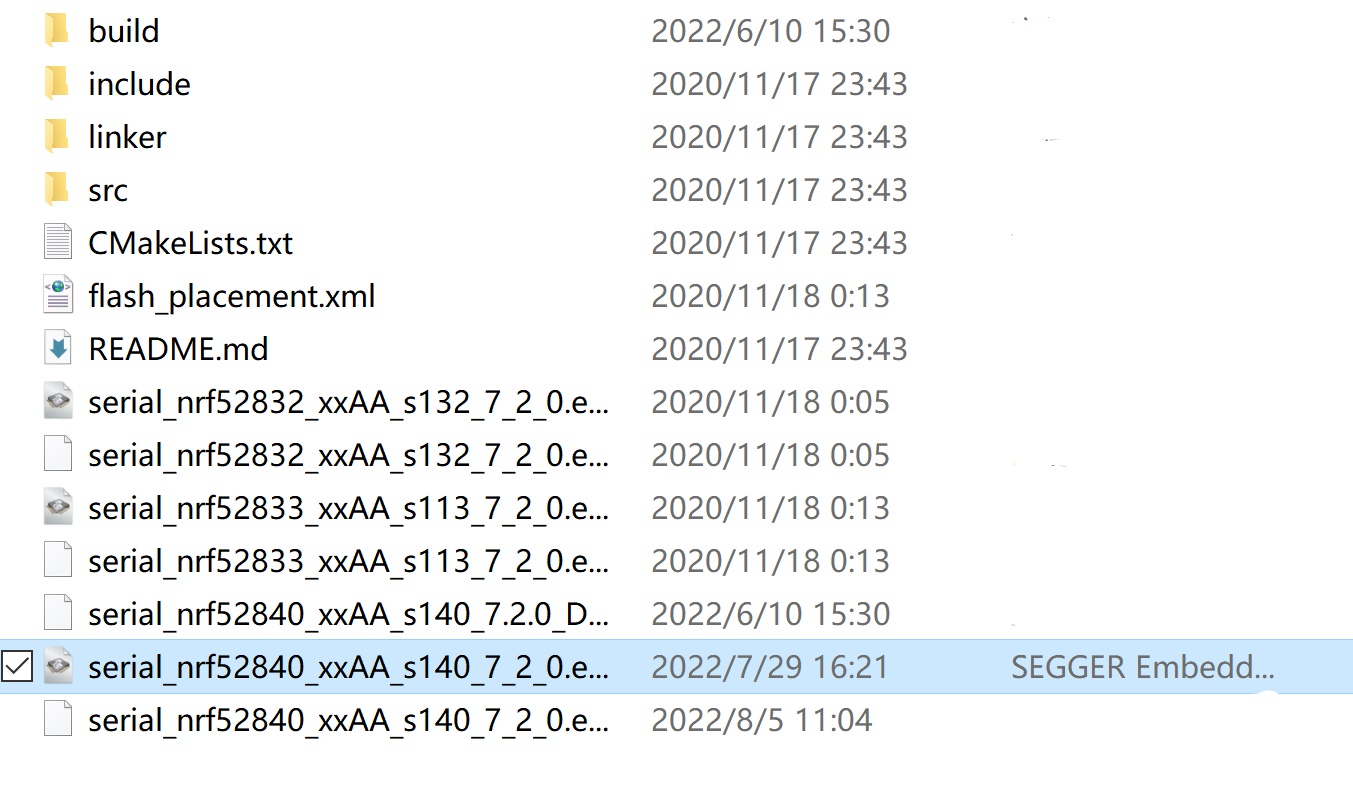 build 2022/6/10 15:30
include 2020/11/17 23:43
linker 2020/11/17 23:43
src 2020/11/17 23:43
CMakeLists.txt 2020/11/17 23:43
flash_placement.xml 2020/11/18 0:13
README.md 2020/11/17 23:43
serial_nrf52832_xxAA_s132_7_2_0.e... 2020/11/18 0:05
serial_nrf52832_xxAA_s132_7_2_0.e... 2020/11/18 0:05
serial_nrf52833_xxAA_s113_7_2_0.e... 2020/11/18 0:13
serial_nrf52833_xxAA_s113_7_2_0.e... 2020/11/18 0:13
serial_nrf52840_xxAA_s140_7.2.0_D... 2022/6/10 15:30
serial_nrf52840_xxAA_s140_7_2_0.e... 2022/7/29 16:21 SEGGER Embedd...
serial_nrf52840_xxAA_s140_7_2_0.e... 2022/8/5 11:04